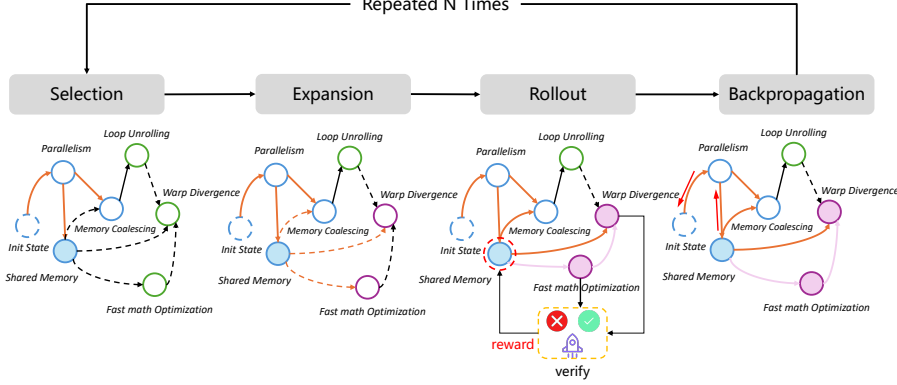 Repeated N Times
Selection
Expansion
Rollout
Backpropagation
Loop Unrolling
Parallelism
Warp Divergence
Memory Coalescing
Init State
Shared Memory
Fast math Optimization
Loop Unrolling
Parallelism
Warp Divergence
Memory Coalescing
Init State
Shared Memory
Fast math Optimization
Loop Unrolling
Parallelism
Warp Divergence
Memory Coalescing
Init State
Shared Memory
Fast math Optimization
reward
verify
Loop Unrolling
Parallelism
Warp Divergence
Memory Coalescing
Init State
Shared Memory
Fast math Optimization